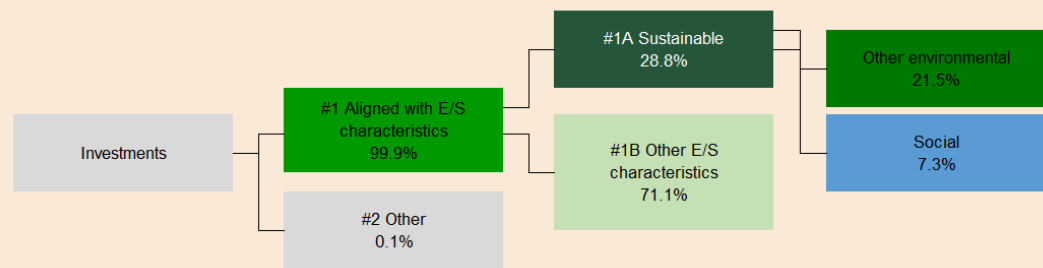 #1A Sustainable
28.8%
Other environmental
21.5%
#1 Aligned with E/S
characteristics
99.9%
Investments
#1B Other E/S
characteristics
71.1%
Social
7.3%
#2 Other
0.1%